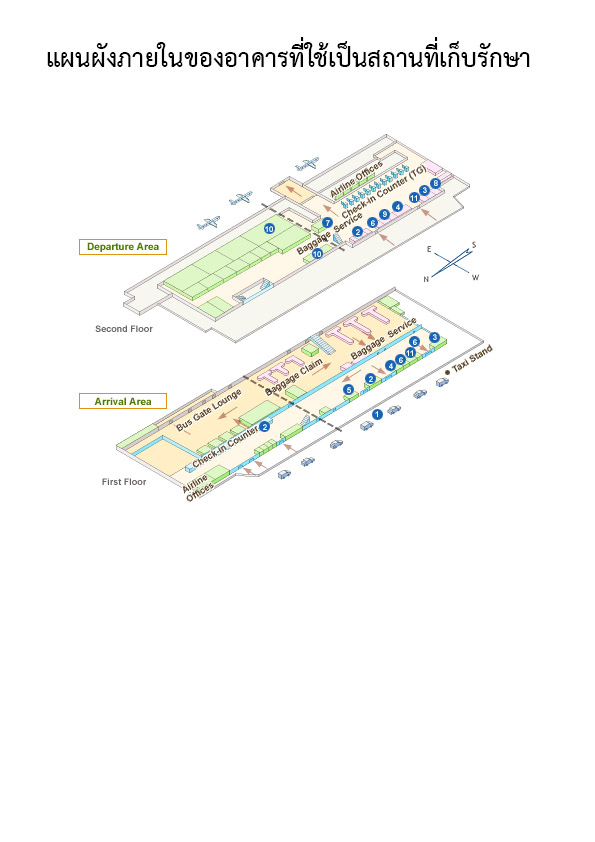 แผนผังภายในของอาคารที่ใช้เป็นสถานที่เก็บรักษา
Airline Offices
Check-in Counter (TG)
8
3
11
4
9
6
2
7
Baggage Service
10
10
Departure Area
E
S
N
W
Second Floor
Baggage Service
3
6
11
6
4
2
5
Taxi Stand
Baggage Claim
Arrival Area
Bus Gate Lounge
1
Check-in Counter
2
First Floor
Airline
Offices